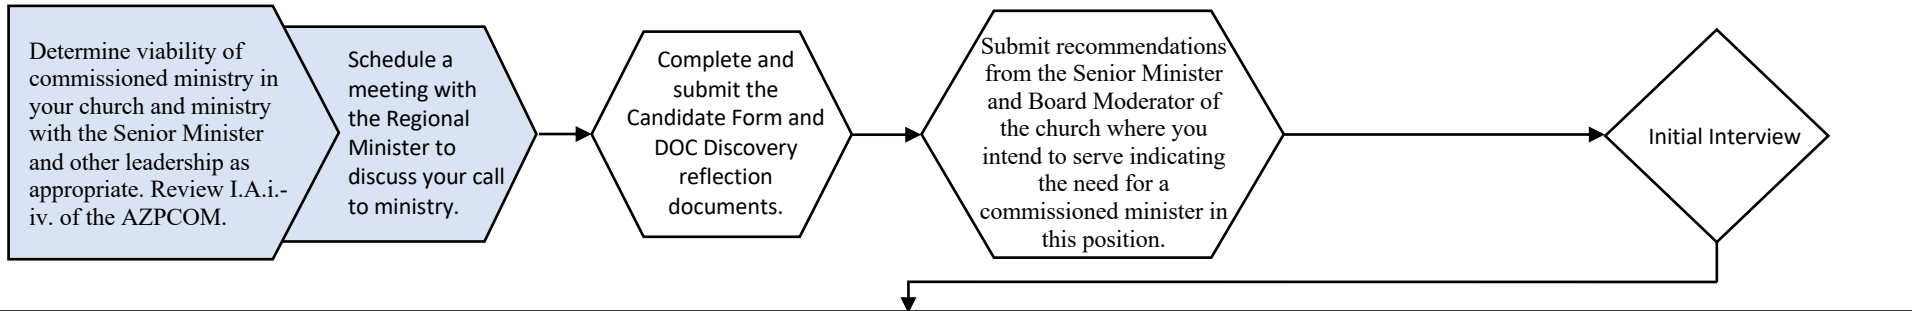 Determine viability of
commissioned ministry in
your church and ministry
with the Senior Minister
and other leadership as
appropriate. Review I.A.i.-
iv. of the AZPCOM.
Schedule a
meeting with
the Regional
Minister to
discuss your call
to ministry.
Complete and
submit the
Candidate Form and
DOC Discovery
reflection
documents.
Submit recommendations
from the Senior Minister
and Board Moderator of
the church where you
intend to serve indicating
the need for a
commissioned minister in
this position.
Initial Interview